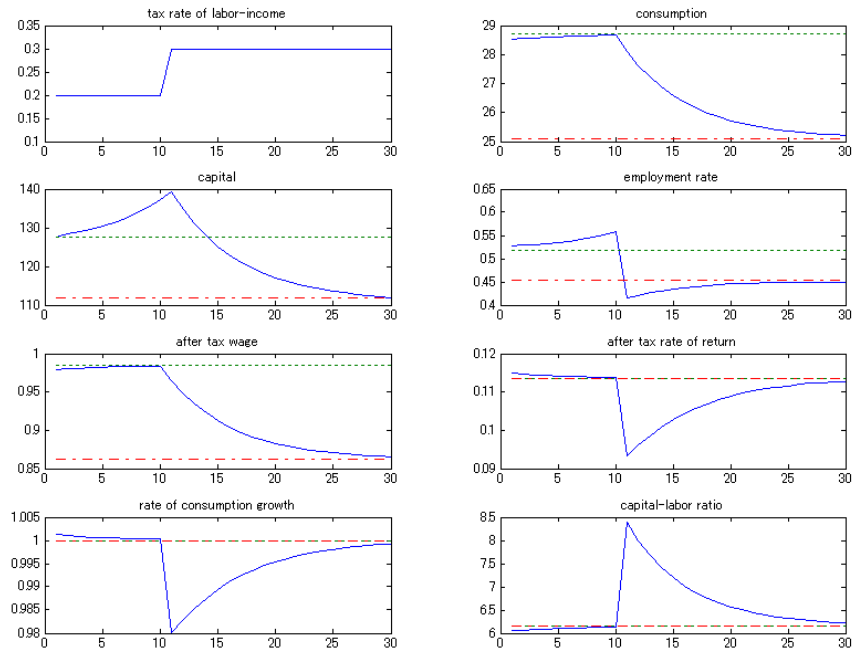 tax rate of labor-income
0.35
0.3
0.25
0.2
0.15
0.1
0 5 10 15 20 25 30
consumption
29
28
27
26
25
0 5 10 15 20 25 30
capital
140
130
120
110
0 5 10 15 20 25 30
employment rate
0.65
0.6
0.55
0.5
0.45
0.4
0 5 10 15 20 25 30
after tax wage
1
0.95
0.9
0.85
0 5 10 15 20 25 30
after tax rate of return
0.12
0.11
0.1
0.09
0 5 10 15 20 25 30
rate of consumption growth
1.005
1
0.995
0.99
0.985
0.98
0 5 10 15 20 25 30
capital-labor ratio
8.5
8
7.5
7
6.5
6
0 5 10 15 20 25 30